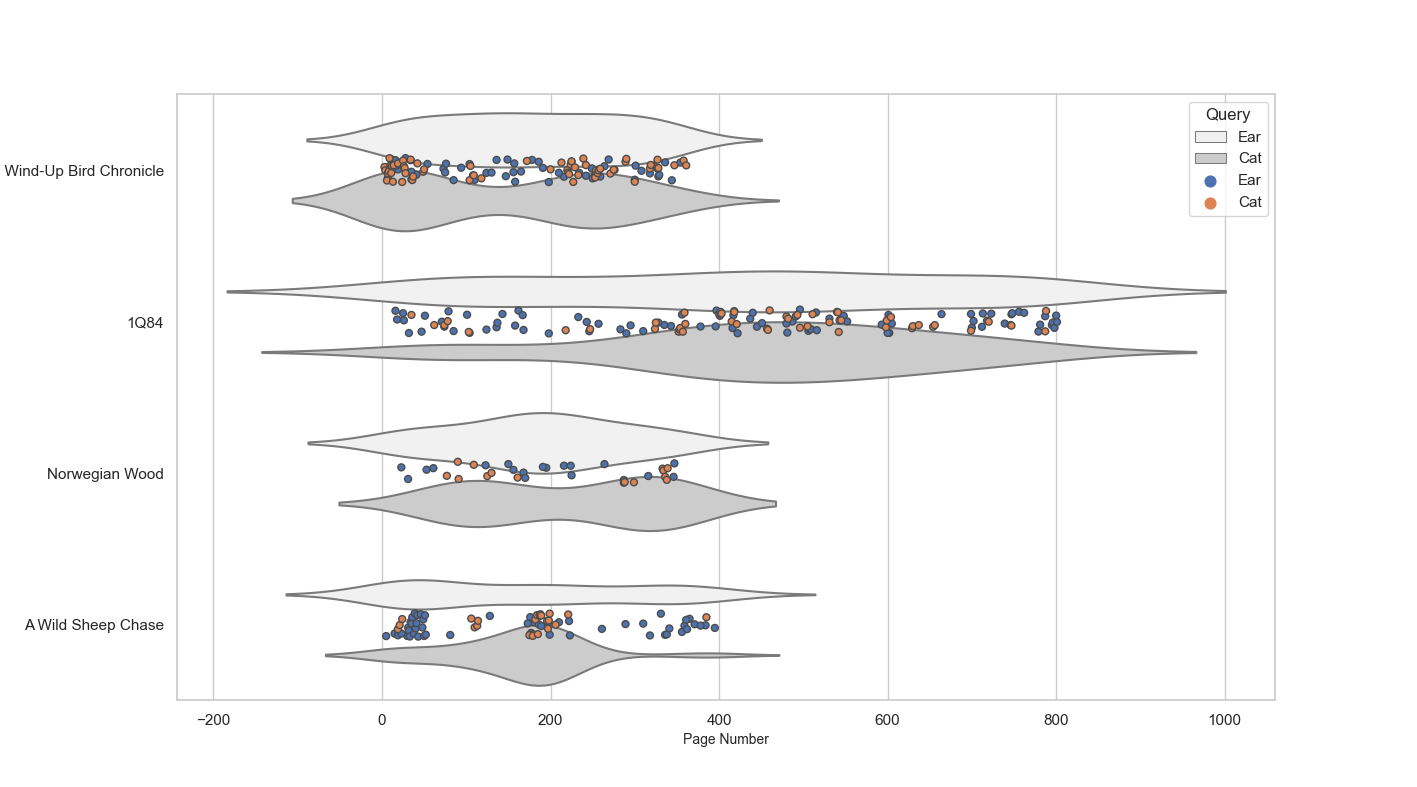 Query
Ear
Cat
Ear
Cat
Wind-Up Bird Chronicle
1Q84
Norwegian Wood
A Wild Sheep Chase
−200
0
200
400
600
800
1000
Page Number